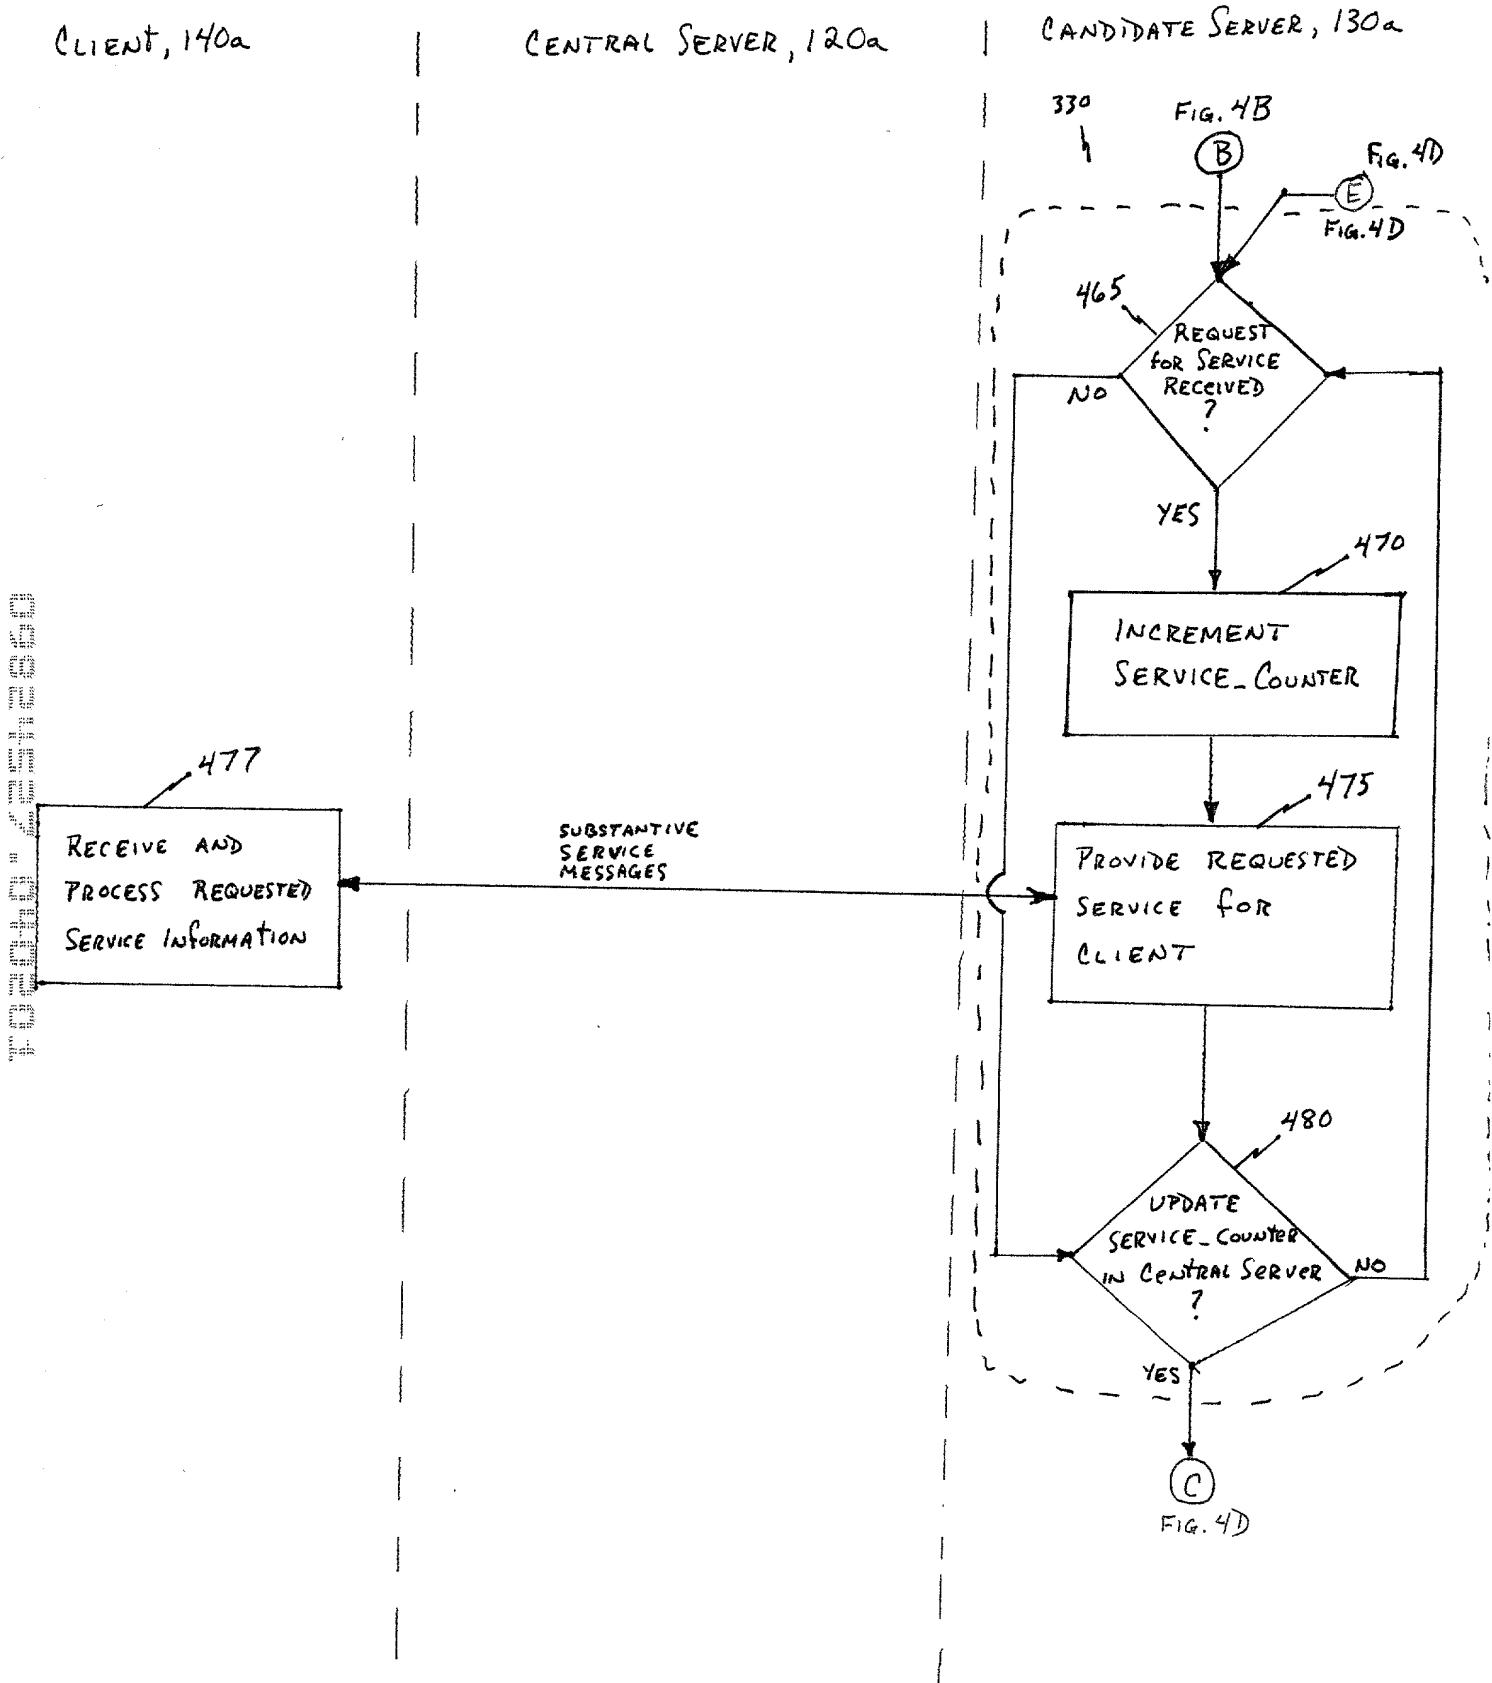 CLIENT, 140a
CENTRAL SERVER, 120a
CANDIDATE SERVER, 130a
330
FIG. 4B
B
FIG. 4D
E
FIG. 4D
465
REQUEST
FOR SERVICE
RECEIVED
?
NO
YES
470
INCREMENT
SERVICE_COUNTER
477
RECEIVE AND
PROCESS REQUESTED
SERVICE INFORMATION
SUBSTANTIVE
SERVICE
MESSAGES
475
PROVIDE REQUESTED
SERVICE FOR
CLIENT
480
UPDATE
SERVICE_COUNTER
IN CENTRAL SERVER
?
NO
YES
C
FIG. 4D